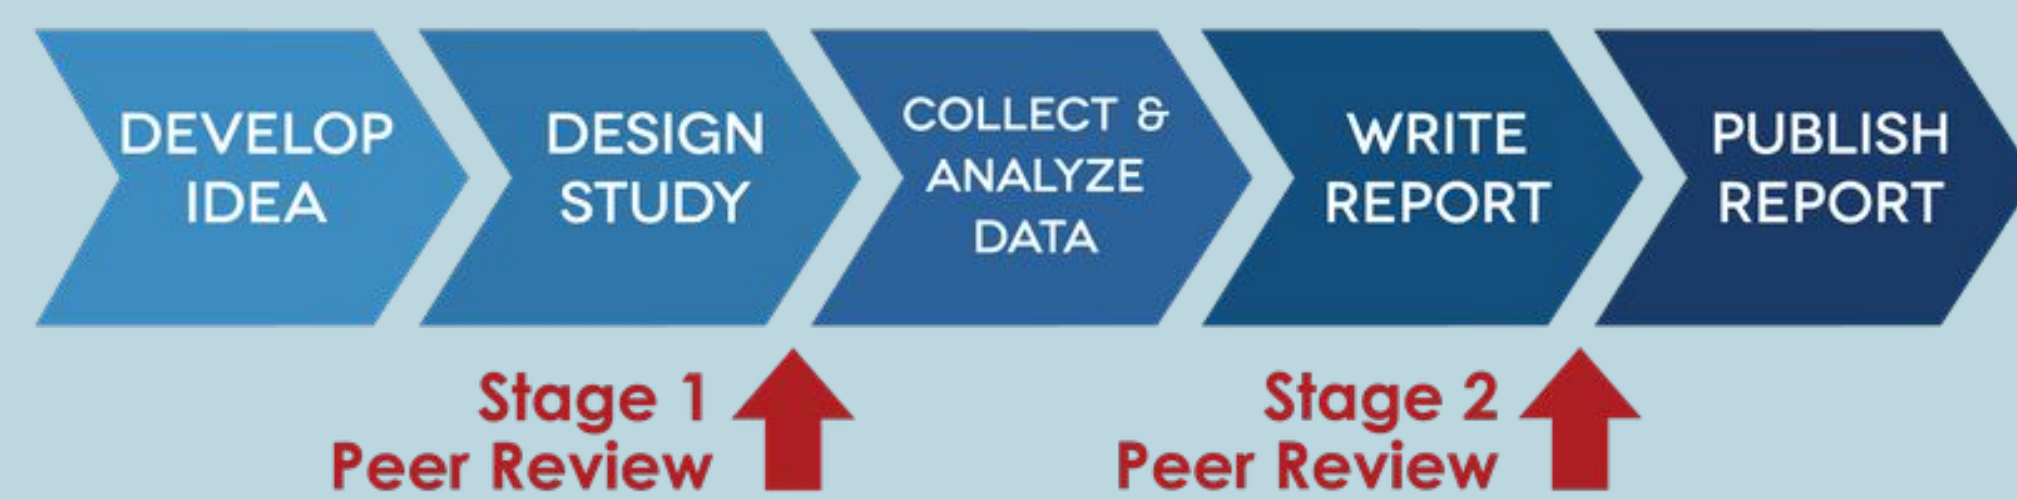 DEVELOP
IDEA
DESIGN
STUDY
COLLECT &
ANALYZE
DATA
WRITE
REPORT
PUBLISH
REPORT
Stage 1
Peer Review
Stage 2
Peer Review